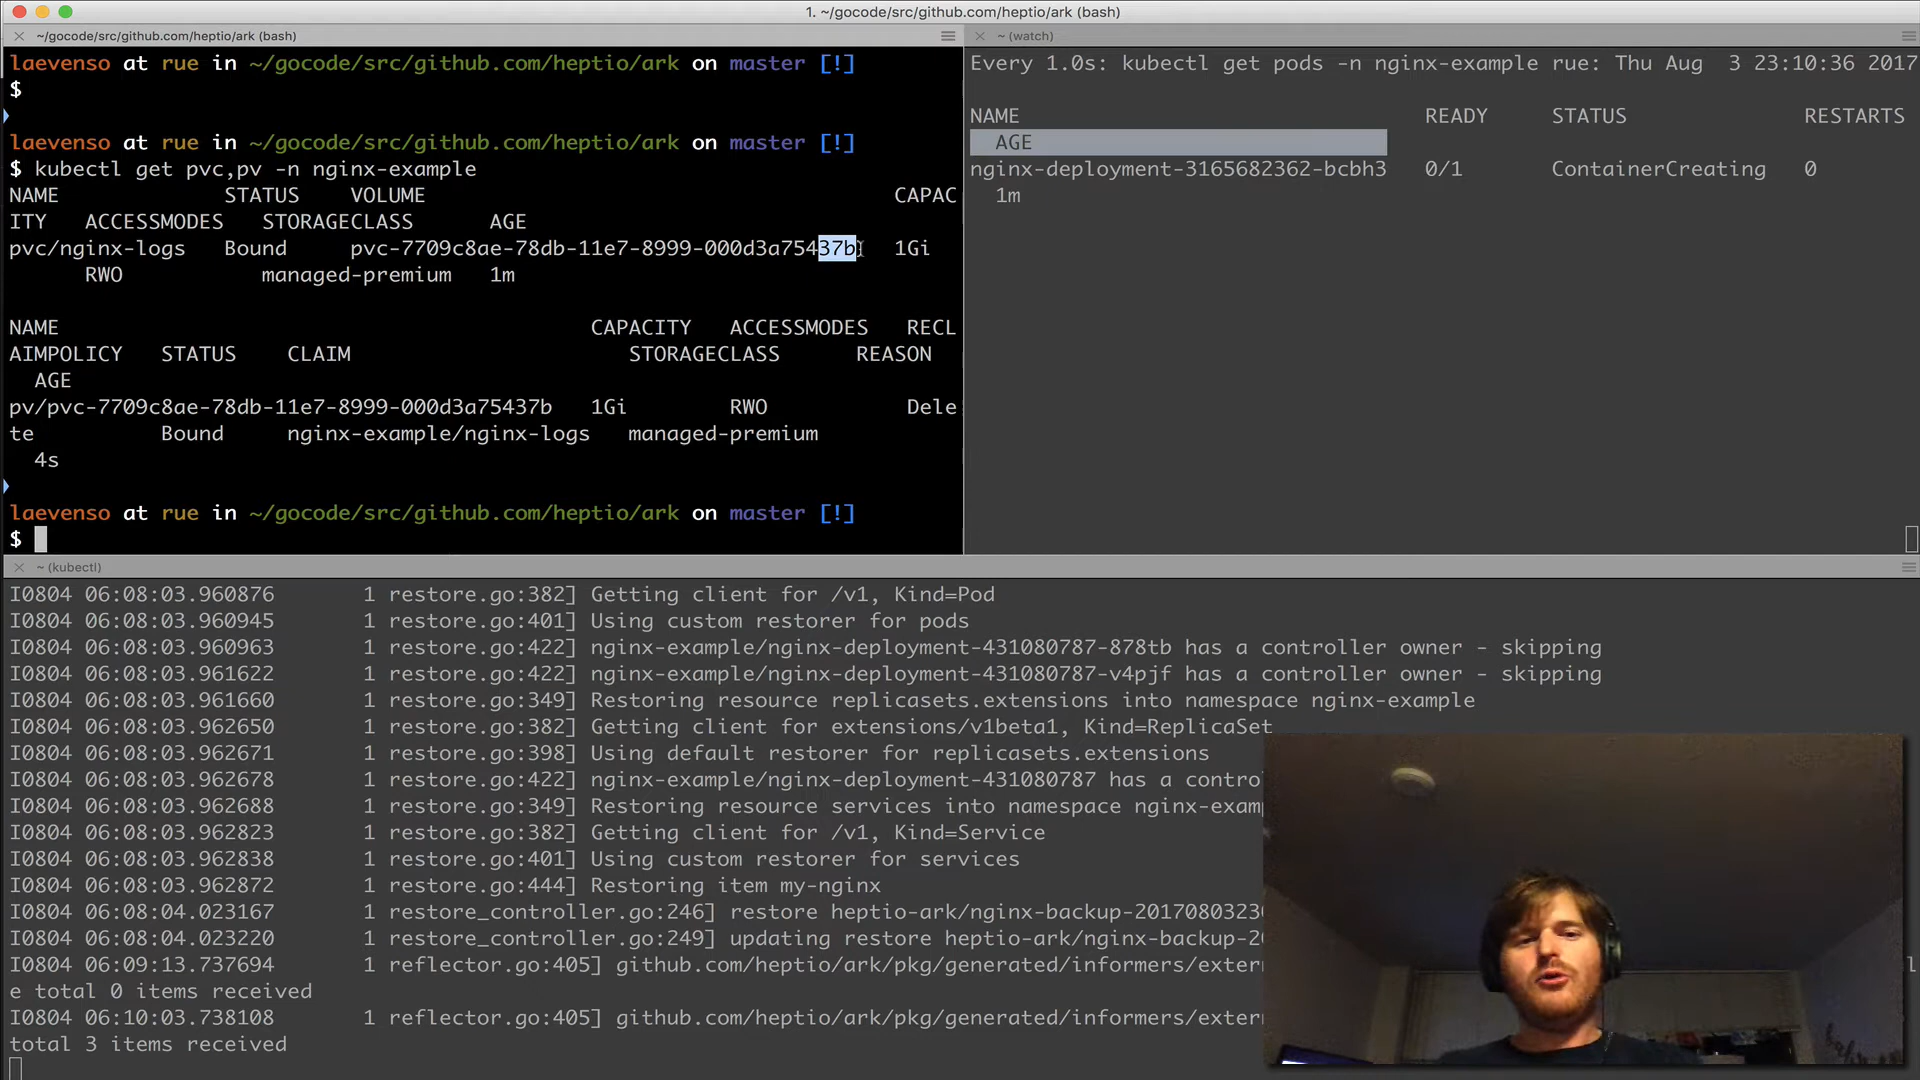 1. ~/gocode/src/github.com/heptio/ark (bash)
~/gocode/src/github.com/heptio/ark (bash)
laevenso at rue in ~/gocode/src/github.com/heptio/ark on master [!]
$
laevenso at rue in ~/gocode/src/github.com/heptio/ark on master [!]
$ kubectl get pvc,pv -n nginx-example
NAME STATUS VOLUME CAPAC
ITY ACCESSMODES STORAGECLASS AGE
pvc/nginx-logs Bound pvc-7709c8ae-78db-11e7-8999-000d3a75437b 1Gi
RWO managed-premium 1m
NAME CAPACITY ACCESSMODES RECL
AIMPOLICY STATUS CLAIM STORAGECLASS REASON
AGE
pv/pvc-7709c8ae-78db-11e7-8999-000d3a75437b 1Gi RWO Dele
te Bound nginx-example/nginx-logs managed-premium
4s
laevenso at rue in ~/gocode/src/github.com/heptio/ark on master [!]
$
~ (watch)
Every 1.0s: kubectl get pods -n nginx-example rue: Thu Aug 3 23:10:36 2017
NAME READY STATUS RESTARTS
AGE
nginx-deployment-3165682362-bcbh3 0/1 ContainerCreating 0
1m
~ (kubectl)
I0804 06:08:03.960876 1 restore.go:382] Getting client for /v1, Kind=Pod
I0804 06:08:03.960945 1 restore.go:401] Using custom restorer for pods
I0804 06:08:03.960963 1 restore.go:422] nginx-example/nginx-deployment-431080787-878tb has a controller owner - skipping
I0804 06:08:03.961622 1 restore.go:422] nginx-example/nginx-deployment-431080787-v4pjf has a controller owner - skipping
I0804 06:08:03.961660 1 restore.go:349] Restoring resource replicasets.extensions into namespace nginx-example
I0804 06:08:03.962650 1 restore.go:382] Getting client for extensions/v1beta1, Kind=ReplicaSet
I0804 06:08:03.962671 1 restore.go:398] Using default restorer for replicasets.extensions
I0804 06:08:03.962678 1 restore.go:422] nginx-example/nginx-deployment-431080787 has a contro
I0804 06:08:03.962688 1 restore.go:349] Restoring resource services into namespace nginx-exam
I0804 06:08:03.962823 1 restore.go:382] Getting client for /v1, Kind=Service
I0804 06:08:03.962838 1 restore.go:401] Using custom restorer for services
I0804 06:08:03.962872 1 restore.go:444] Restoring item my-nginx
I0804 06:08:04.023167 1 restore_controller.go:246] restore heptio-ark/nginx-backup-2017080323
I0804 06:08:04.023220 1 restore_controller.go:249] updating restore heptio-ark/nginx-backup-2
I0804 06:09:13.737694 1 reflector.go:405] github.com/heptio/ark/pkg/generated/informers/exter l
e total 0 items received
I0804 06:10:03.738108 1 reflector.go:405] github.com/heptio/ark/pkg/generated/informers/exter
total 3 items received